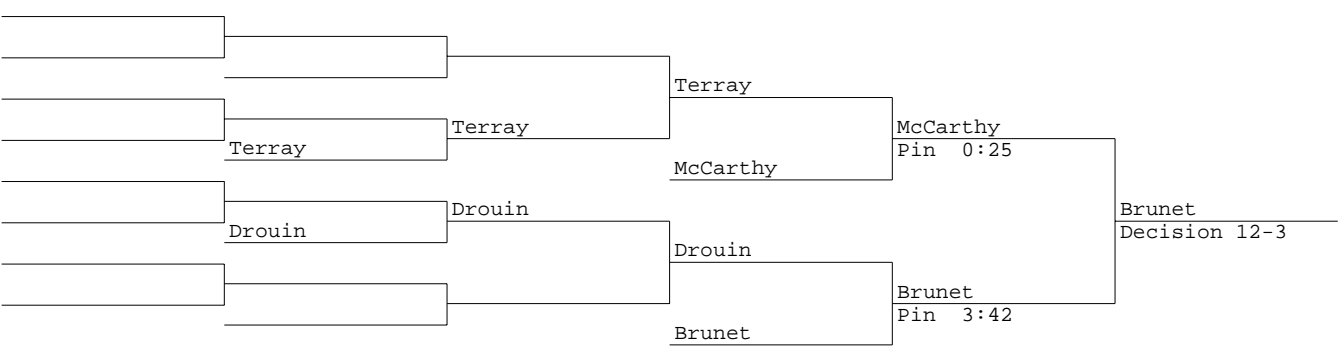 Terray
Terray
McCarthy
Pin 0:25
Terray
McCarthy
Drouin
Brunet
Decision 12-3
Drouin
Drouin
Brunet
Pin 3:42
Brunet